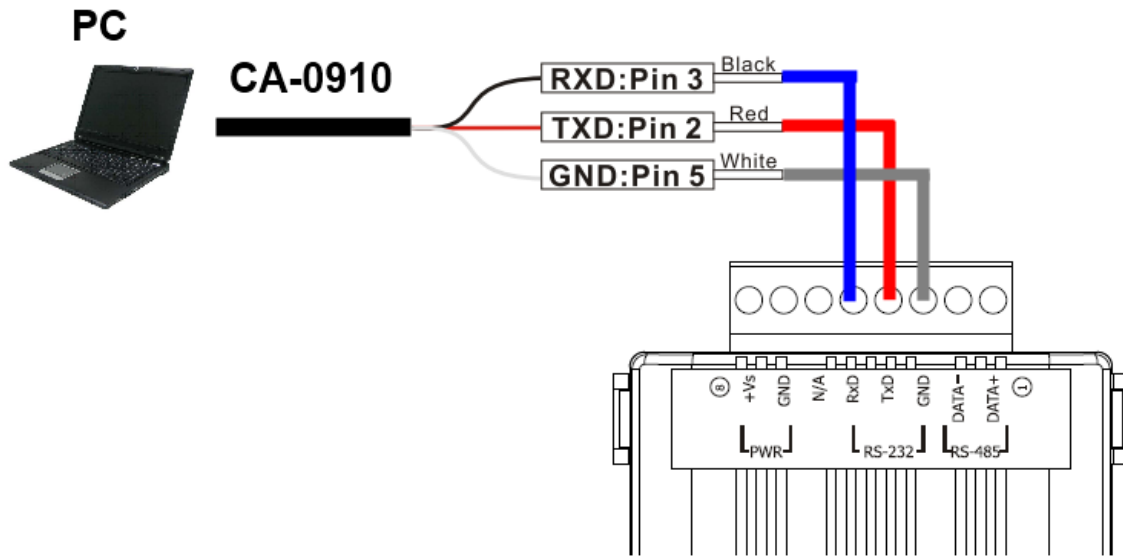 PC
CA-0910
RXD:Pin 3
Black
TXD:Pin 2
Red
GND:Pin 5
White
8
+Vs
GND
N/A
RxD
TxD
GND
DATA-
DATA+
1
PWR
RS-232
RS-485